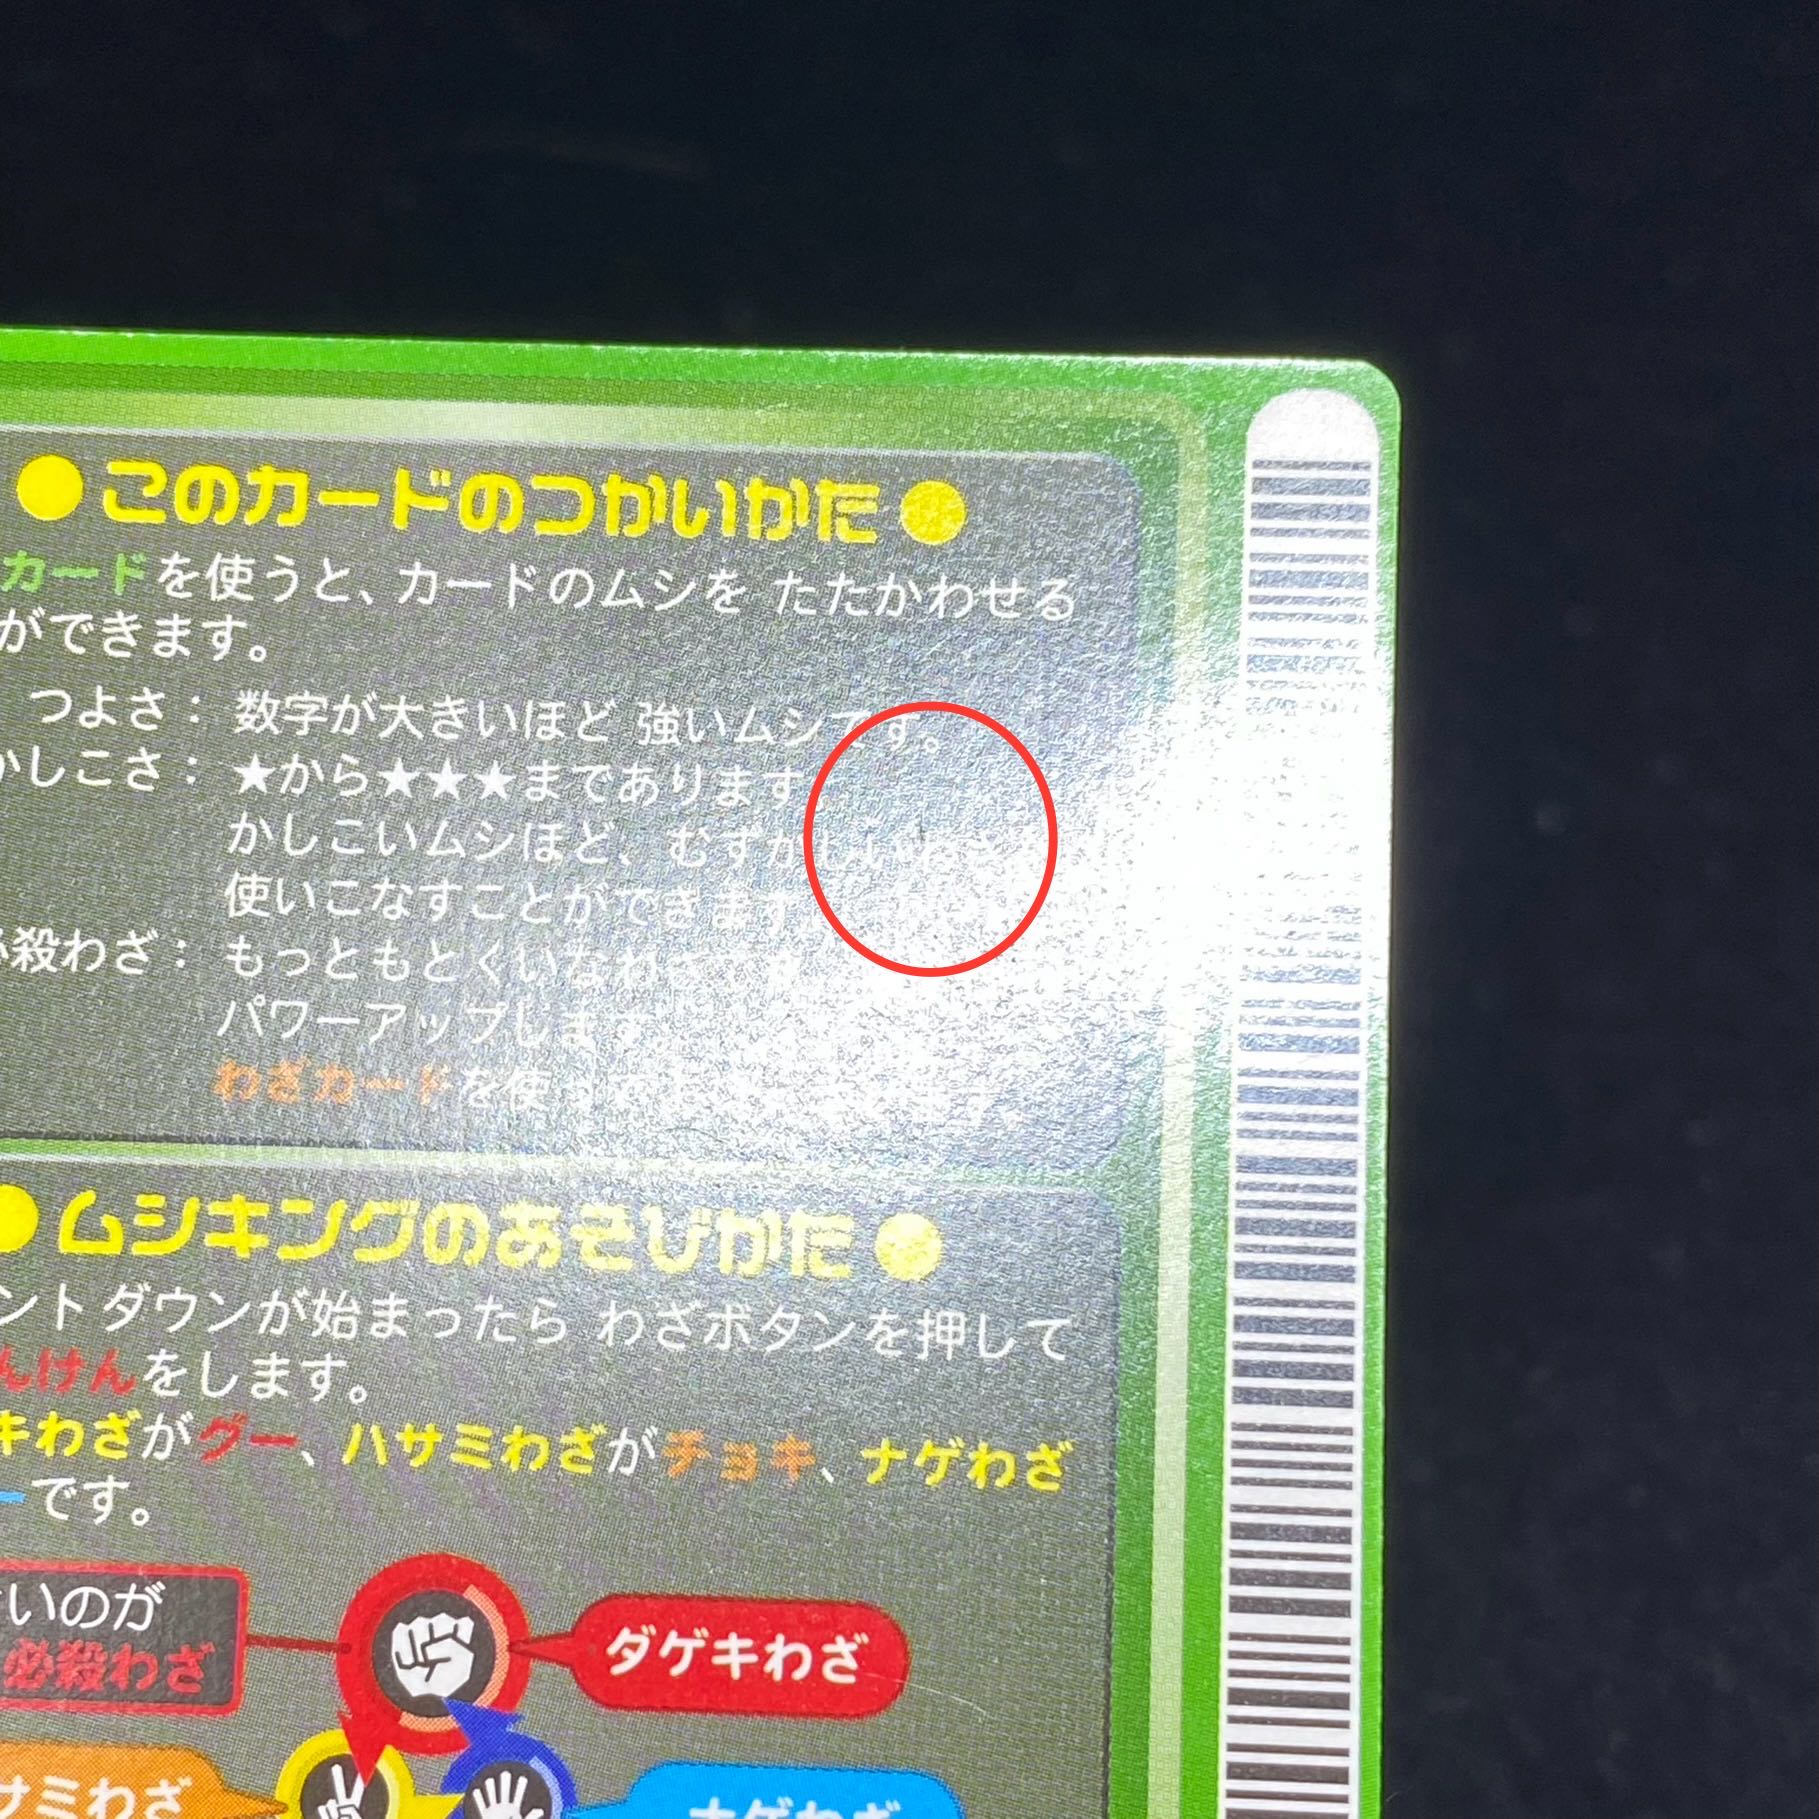 ●このカードのつかいかた●
カードを使うと、カードのムシを たたかわせる
ができます。
つよさ： 数字が大きいほど 強いムシです。
かしこさ： ★から★★★まであります。
かしこいムシほど、むずかしいわざ
使いこなすことができます
殺わざ： もっともとくいなわ
パワーアップします
わざカードを使
●ムシキングのあそびかた●
ントダウンが始まったら わざボタンを押して
んけんをします。
キわざがグー、ハサミわざがチョキ、ナゲわざ
ーです。
いのが
必殺わざ
ダゲキわざ
サミわざ
ナゲわざ